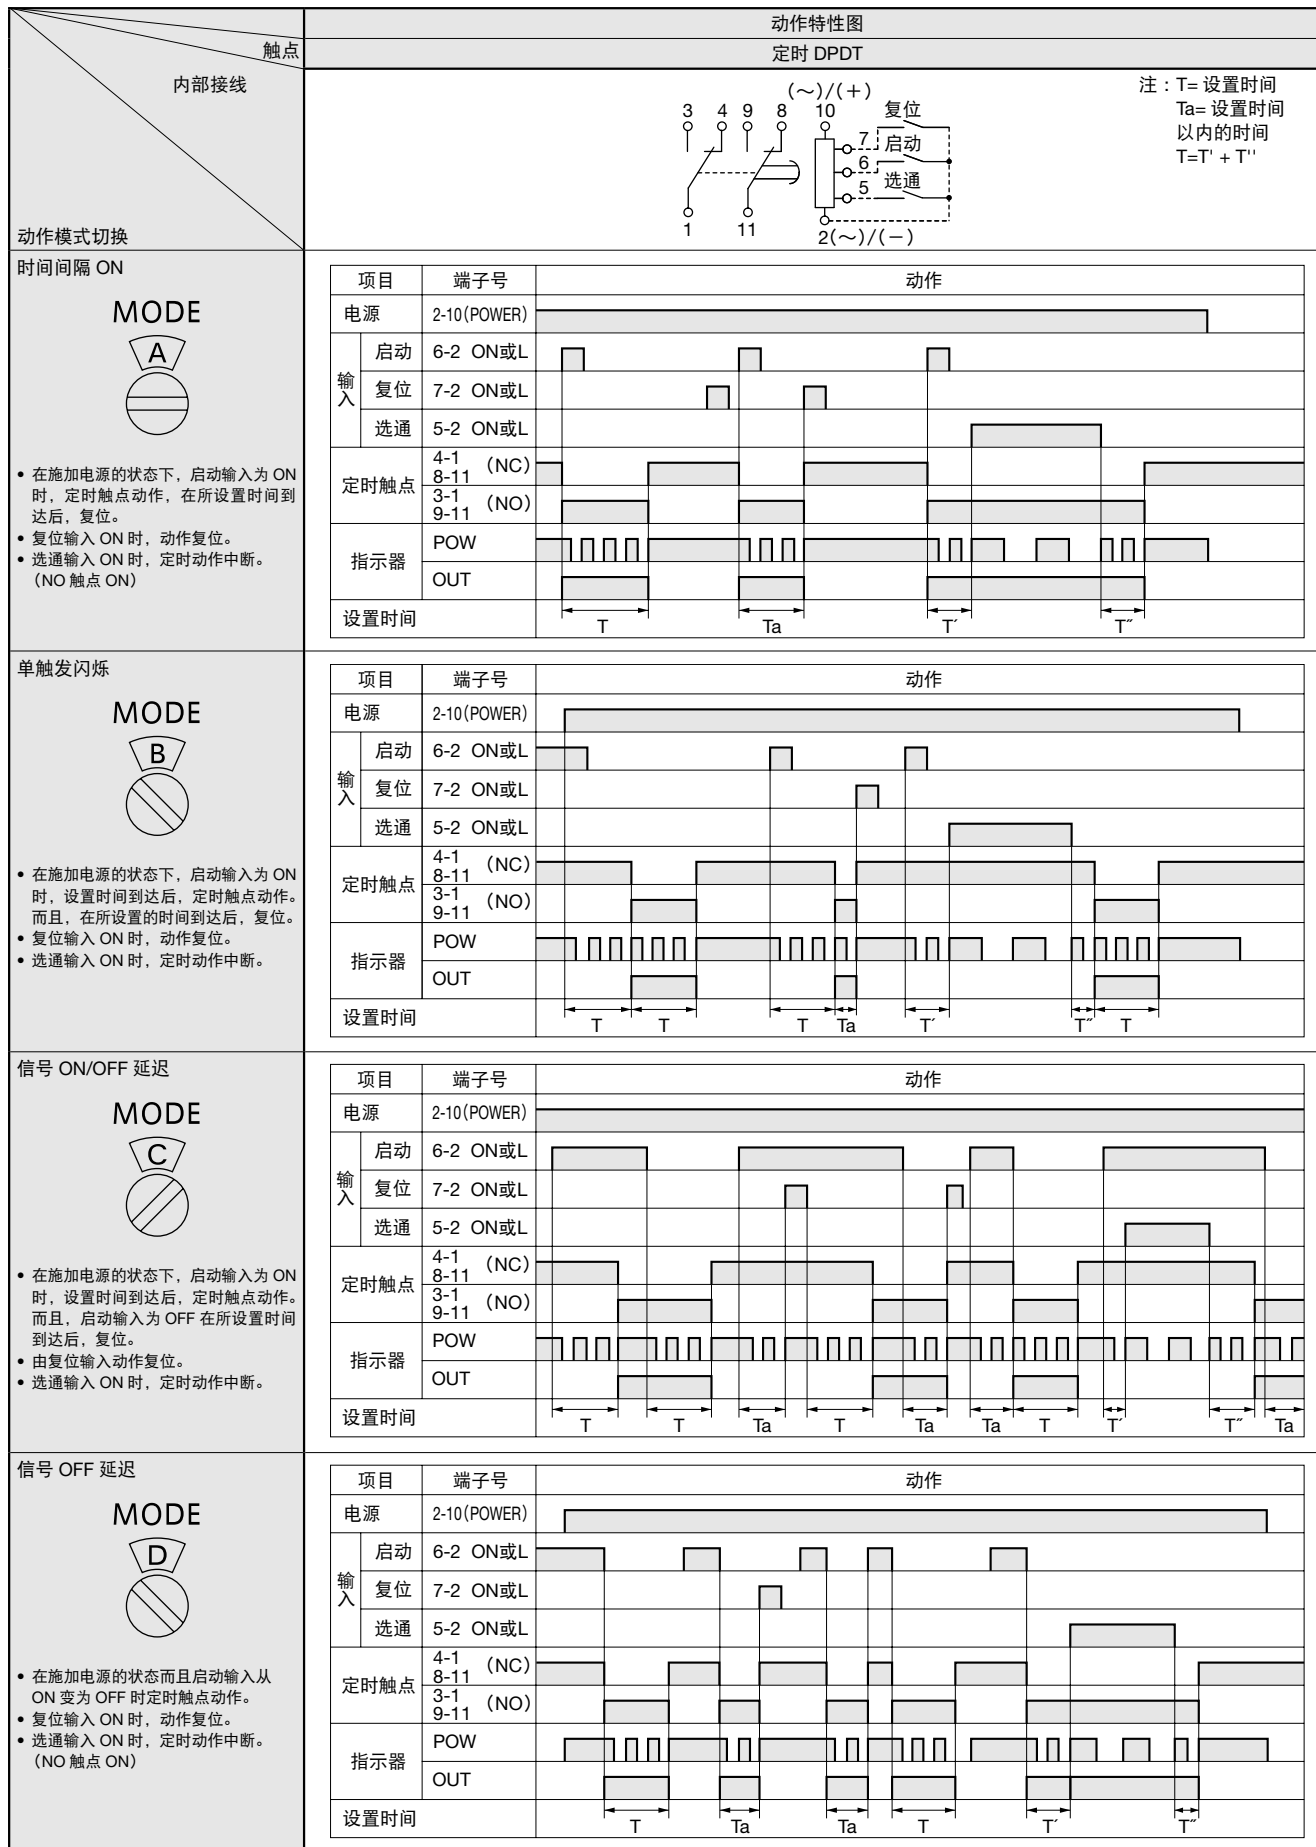 动作特性图
触点
定时 DPDT
内部接线
动作模式切换
(～)/(＋)
3 4 9 8 10
复位
7 启动
6
5 选通
1 11
2(～)/(－)
注：T= 设置时间
Ta= 设置时间
以内的时间
T=T' + T''
时间间隔 ON
MODE
A
• 在施加电源的状态下，启动输入为 ON
时，定时触点动作，在所设置时间到
达后，复位。
• 复位输入 ON 时，动作复位。
• 选通输入 ON 时，定时动作中断。
（NO 触点 ON）
项目 端子号 动作
电源 2-10(POWER)
输入
启动 6-2 ON或L
复位 7-2 ON或L
选通 5-2 ON或L
定时触点
4-1
8-11 (NC)
3-1
9-11 (NO)
指示器
POW
OUT
设置时间 T Ta T′ T″
单触发闪烁
MODE
B
• 在施加电源的状态下，启动输入为 ON
时，设置时间到达后，定时触点动作。
而且，在所设置的时间到达后，复位。
• 复位输入 ON 时，动作复位。
• 选通输入 ON 时，定时动作中断。
项目 端子号 动作
电源 2-10(POWER)
输入
启动 6-2 ON或L
复位 7-2 ON或L
选通 5-2 ON或L
定时触点
4-1
8-11 (NC)
3-1
9-11 (NO)
指示器
POW
OUT
设置时间 T T T Ta T′ T″ T
信号 ON/OFF 延迟
MODE
C
• 在施加电源的状态下，启动输入为 ON
时，设置时间到达后，定时触点动作。
而且，启动输入为 OFF 在所设置时间
到达后，复位。
• 由复位输入动作复位。
• 选通输入 ON 时，定时动作中断。
项目 端子号 动作
电源 2-10(POWER)
输入
启动 6-2 ON或L
复位 7-2 ON或L
选通 5-2 ON或L
定时触点
4-1
8-11 (NC)
3-1
9-11 (NO)
指示器
POW
OUT
设置时间 T T Ta T Ta Ta T T′ T″ Ta
信号 OFF 延迟
MODE
D
• 在施加电源的状态而且启动输入从
ON 变为 OFF 时定时触点动作。
• 复位输入 ON 时，动作复位。
• 选通输入 ON 时，定时动作中断。
（NO 触点 ON）
项目 端子号 动作
电源 2-10(POWER)
输入
启动 6-2 ON或L
复位 7-2 ON或L
选通 5-2 ON或L
定时触点
4-1
8-11 (NC)
3-1
9-11 (NO)
指示器
POW
OUT
设置时间 T Ta Ta T T′ T″